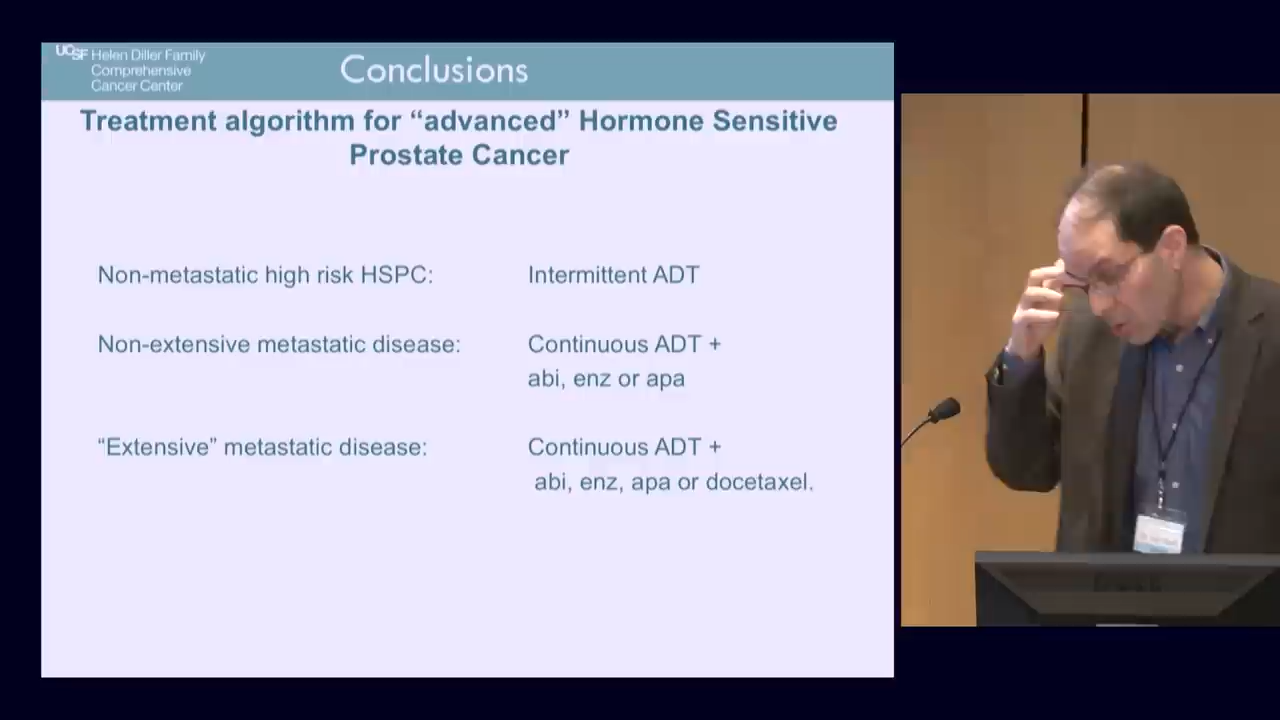 UCSF Helen Diller Family
Comprehensive
Cancer Center
Conclusions
Treatment algorithm for “advanced” Hormone Sensitive
Prostate Cancer
Non-metastatic high risk HSPC: Intermittent ADT
Non-extensive metastatic disease: Continuous ADT +
abi, enz or apa
“Extensive” metastatic disease: Continuous ADT +
abi, enz, apa or docetaxel.